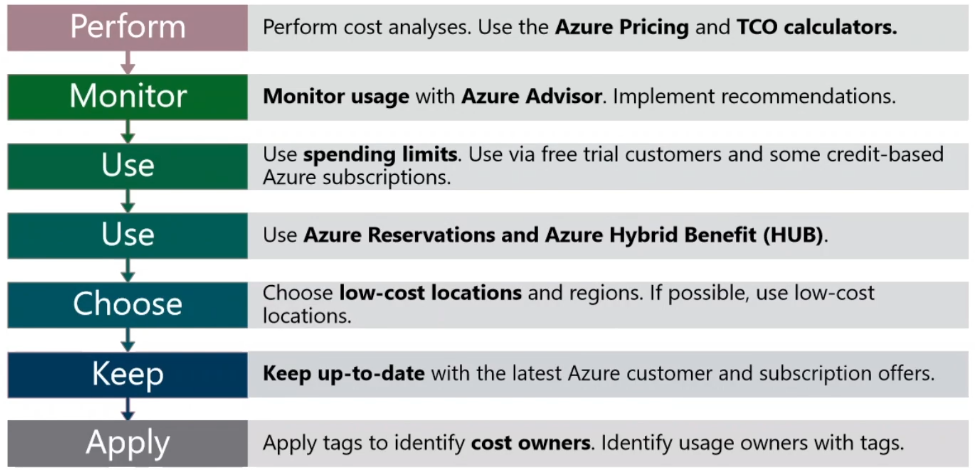 Perform
Perform cost analyses. Use the Azure Pricing and TCO calculators.
Monitor
Monitor usage with Azure Advisor. Implement recommendations.
Use
Use spending limits. Use via free trial customers and some credit-based
Azure subscriptions.
Use
Use Azure Reservations and Azure Hybrid Benefit (HUB).
Choose
Choose low-cost locations and regions. If possible, use low-cost
locations.
Keep
Keep up-to-date with the latest Azure customer and subscription offers.
Apply
Apply tags to identify cost owners. Identify usage owners with tags.